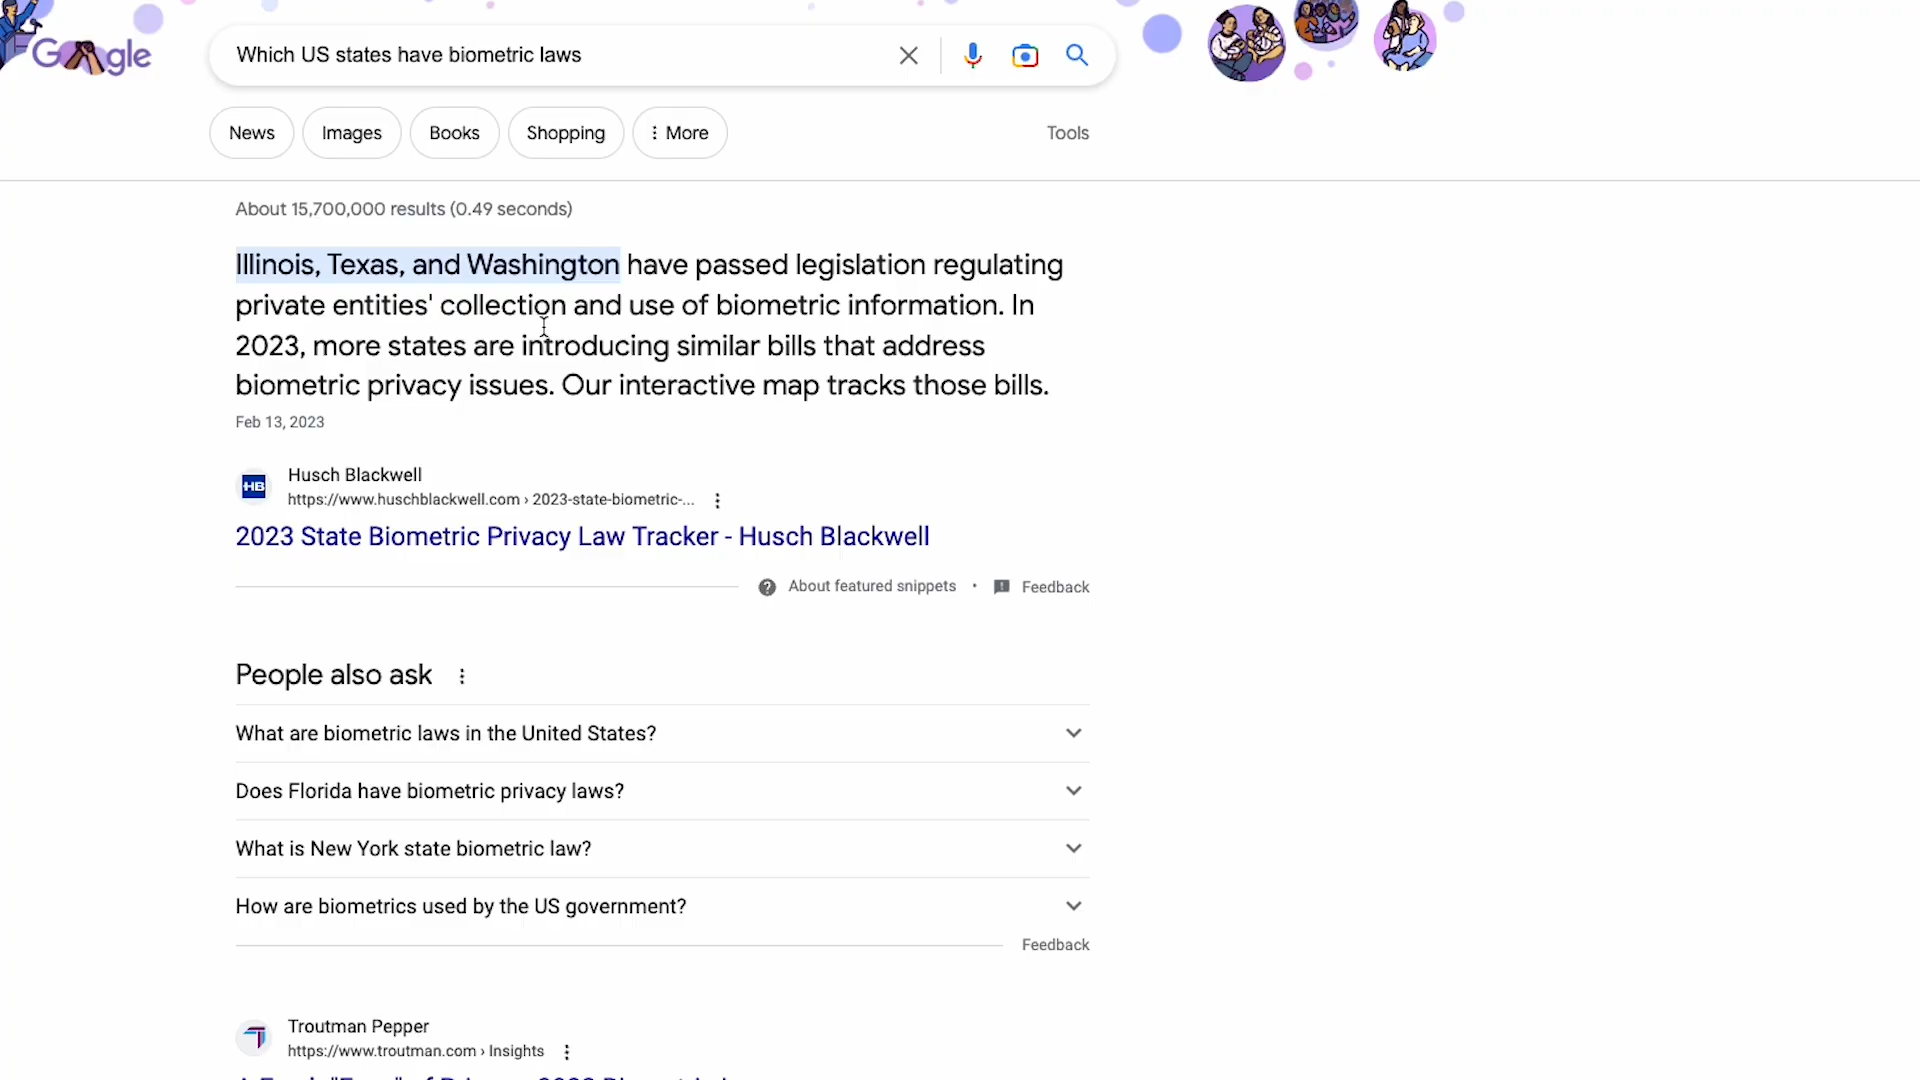 Google
Which US states have biometric laws
News Images Books Shopping More Tools
About 15,700,000 results (0.49 seconds)
Illinois, Texas, and Washington have passed legislation regulating
private entities' collection and use of biometric information. In
2023, more states are introducing similar bills that address
biometric privacy issues. Our interactive map tracks those bills.
Feb 13, 2023
HB
Husch Blackwell
https://www.huschblackwell.com › 2023-state-biometric-...
2023 State Biometric Privacy Law Tracker - Husch Blackwell
About featured snippets • Feedback
People also ask
What are biometric laws in the United States?
Does Florida have biometric privacy laws?
What is New York state biometric law?
How are biometrics used by the US government?
Feedback
Troutman Pepper
https://www.troutman.com › Insights